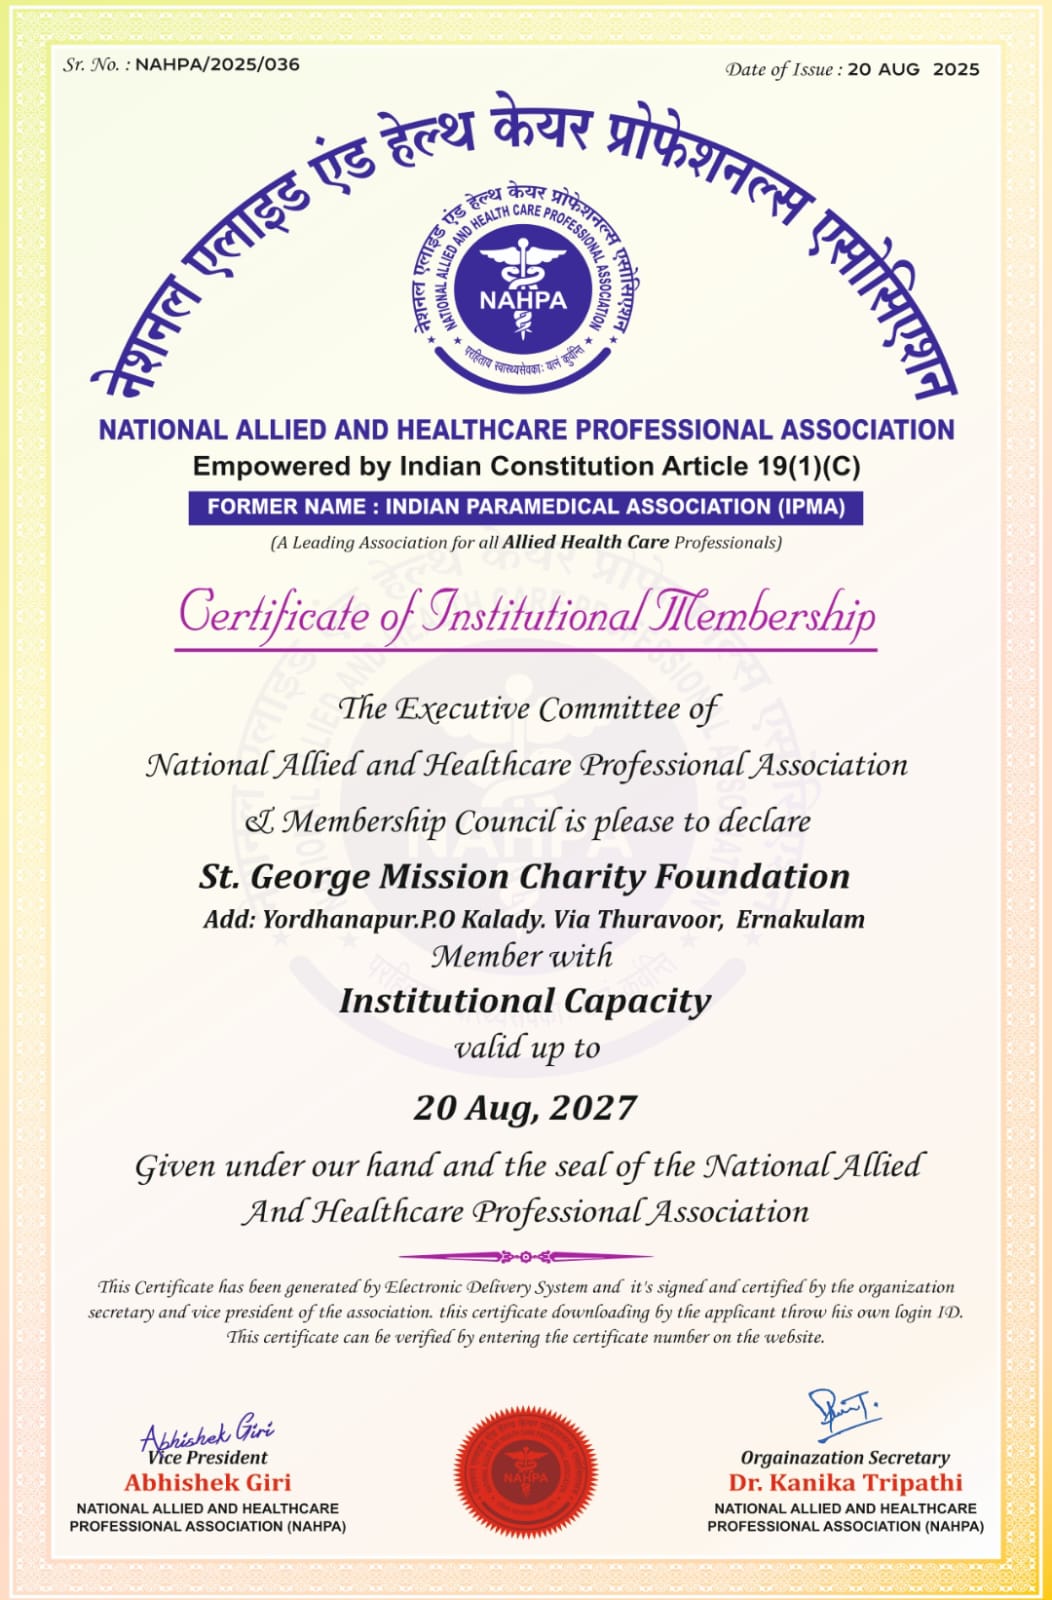 Sr. No. : NAHPA/2025/036
Date of Issue : 20 AUG 2025
नेशनल एलाइड एंड हेल्थ केयर प्रोफेशनल्स एसोसिएशन
नेशनल एलाइड एंड हेल्थ केयर प्रोफेशनल्स एसोसिएशन
NATIONAL ALLIED AND HEALTH CARE PROFESSIONAL ASSOCIATION
NAHPA
परहिताय स्वास्थ्यसेवकाः यत्नं कुर्वन्ति
NATIONAL ALLIED AND HEALTHCARE PROFESSIONAL ASSOCIATION
Empowered by Indian Constitution Article 19(1)(C)
FORMER NAME : INDIAN PARAMEDICAL ASSOCIATION (IPMA)
(A Leading Association for all Allied Health Care Professionals)
Certificate of Institutional Membership
The Executive Committee of
National Allied and Healthcare Professional Association
& Membership Council is please to declare
St. George Mission Charity Foundation
Add: Yordhanapur.P.O Kalady. Via Thuravoor, Ernakulam
Member with
Institutional Capacity
valid up to
20 Aug, 2027
Given under our hand and the seal of the National Allied
And Healthcare Professional Association
This Certificate has been generated by Electronic Delivery System and it's signed and certified by the organization
secretary and vice president of the association. this certificate downloading by the applicant throw his own login ID.
This certificate can be verified by entering the certificate number on the website.
Abhishek Giri
Vice President
Abhishek Giri
NATIONAL ALLIED AND HEALTHCARE
PROFESSIONAL ASSOCIATION (NAHPA)
NAHPA
Orgainazation Secretary
Dr. Kanika Tripathi
NATIONAL ALLIED AND HEALTHCARE
PROFESSIONAL ASSOCIATION (NAHPA)